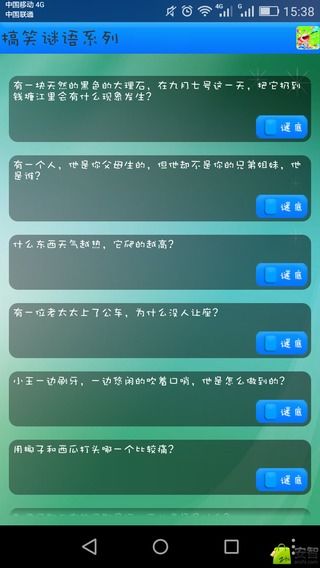 中国移动 4G
中国联通
15:38
搞笑谜语系列
有一块天然的黑色的大理石，在九月七号这一天，把它扔到
钱塘江里会有什么现象发生？
谜底
有一个人，他是你父母生的，但他却不是你的兄弟姐妹，他
是谁？
谜底
什么东西天气越热，它爬的越高？
谜底
有一位老太太上了公车，为什么没人让座？
谜底
小王一边刷牙，一边悠闲的吹着口哨，他是怎么做到的？
谜底
用椰子和西瓜打头哪一个比较痛？
谜底
安智